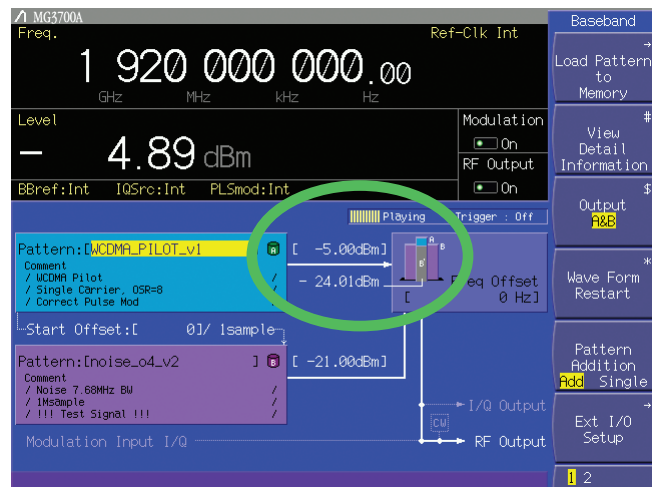 MG3700A
Freq.
Ref-Clk Int
1 920 000 000.00
GHz MHz kHz Hz
Level
- 4.89 dBm
Modulation
On
RF Output
On
BBref:Int IQSrc:Int PLSmod:Int
Playing Trigger : Off
Pattern:[WCDMA_PILOT_v1 ] A [ -5.00dBm]
Comment
/ WCDMA Pilot /
/ Single Carrier, OSR=8 /
/ Correct Pulse Mod /
- 24.01dBm
A B
B'
Freq Offset
[ 0 Hz]
Start Offset:[ 0]/ 1sample
Pattern:[noise_o4_v2 ] B [ -21.00dBm]
Comment
/ Noise 7.68MHz BW /
/ 1Msample /
/ !!! Test Signal !!! /
I/Q Output
CW
Modulation Input I/Q
RF Output
Baseband
Load Pattern
to
Memory
#
View
Detail
Information
$
Output
A&B
*
Wave Form
Restart
Pattern
Addition
Add Single
Ext I/O
Setup
1 2